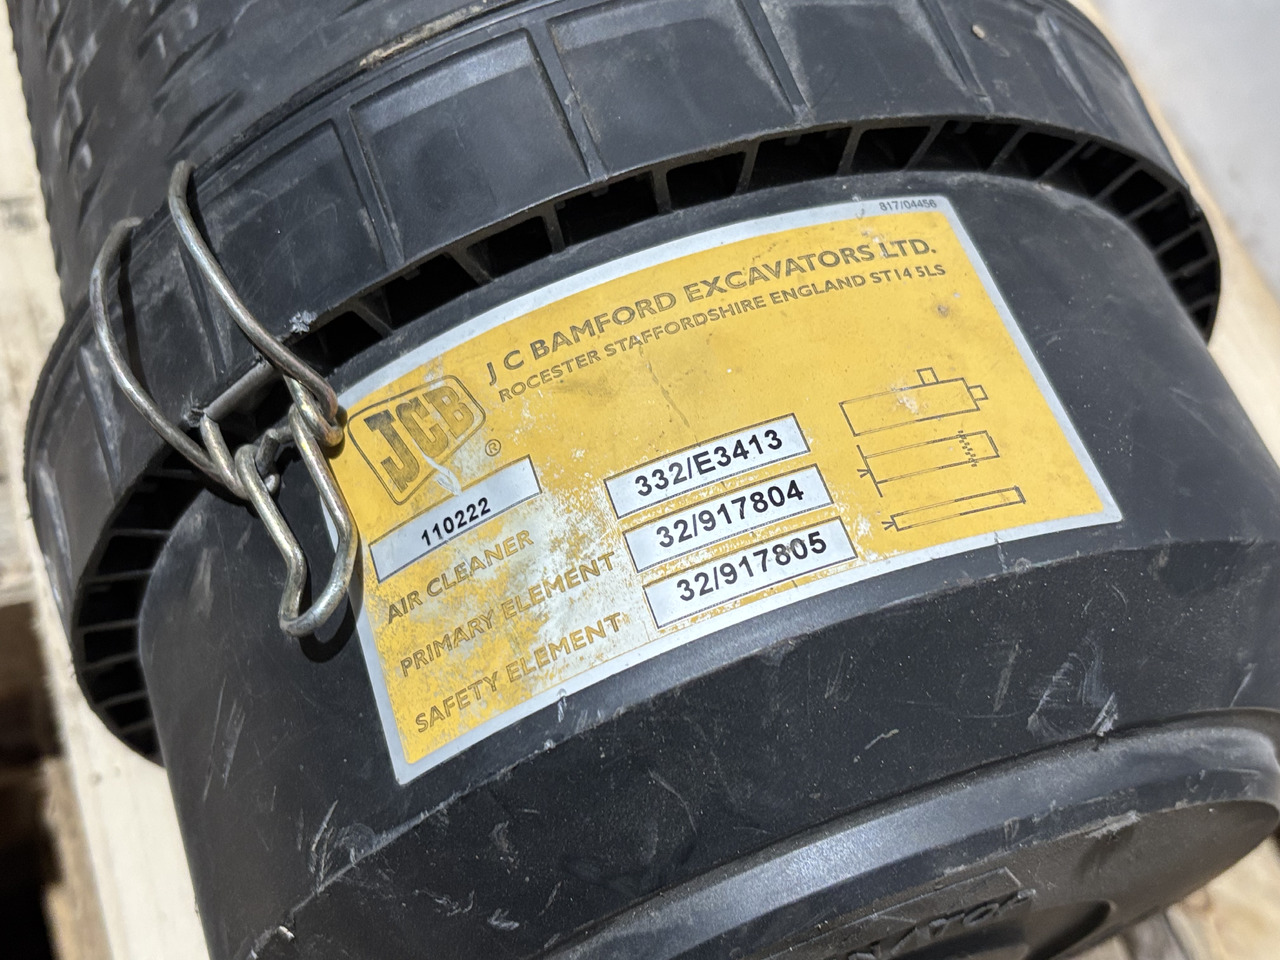 817/04456
J C BAMFORD EXCAVATORS LTD.
ROCESTER STAFFORDSHIRE ENGLAND ST14 5LS
JCB
®
110222
AIR CLEANER 332/E3413
PRIMARY ELEMENT 32/917804
SAFETY ELEMENT 32/917805